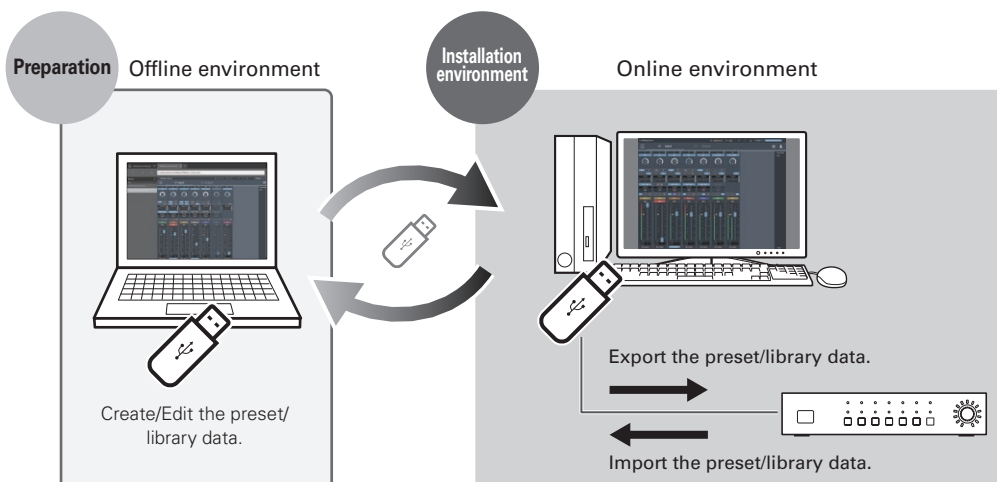 Preparation
Offline environment
Create/Edit the preset/
library data.
Installation
environment
Online environment
Export the preset/library data.
Import the preset/library data.